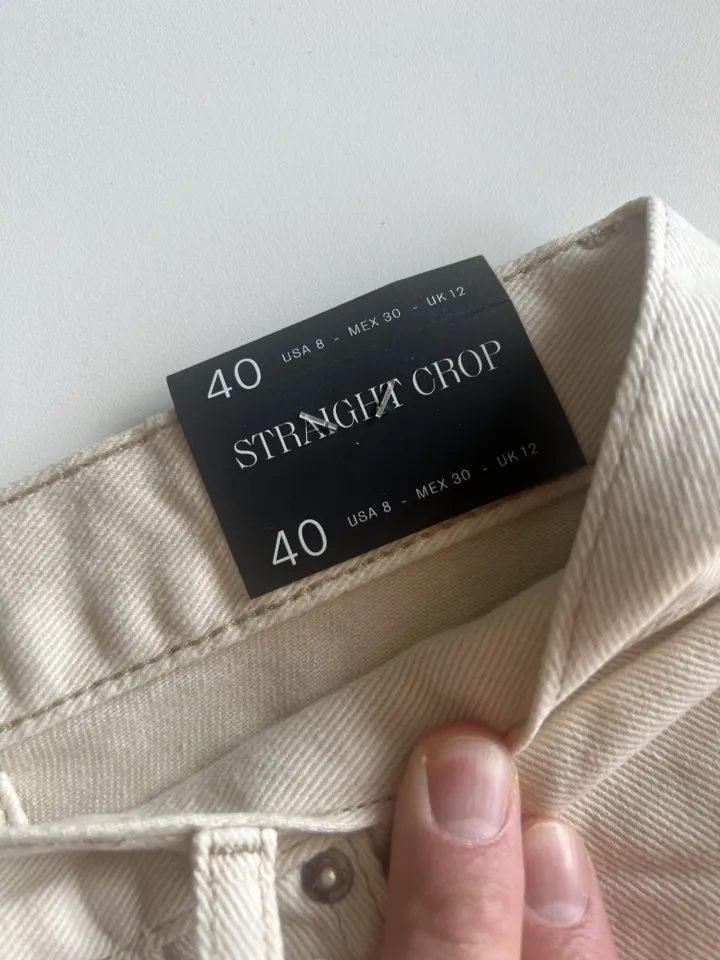 40 USA 8 - MEX 30 - UK 12
STRAIGHT CROP
40 USA 8 - MEX 30 - UK 12